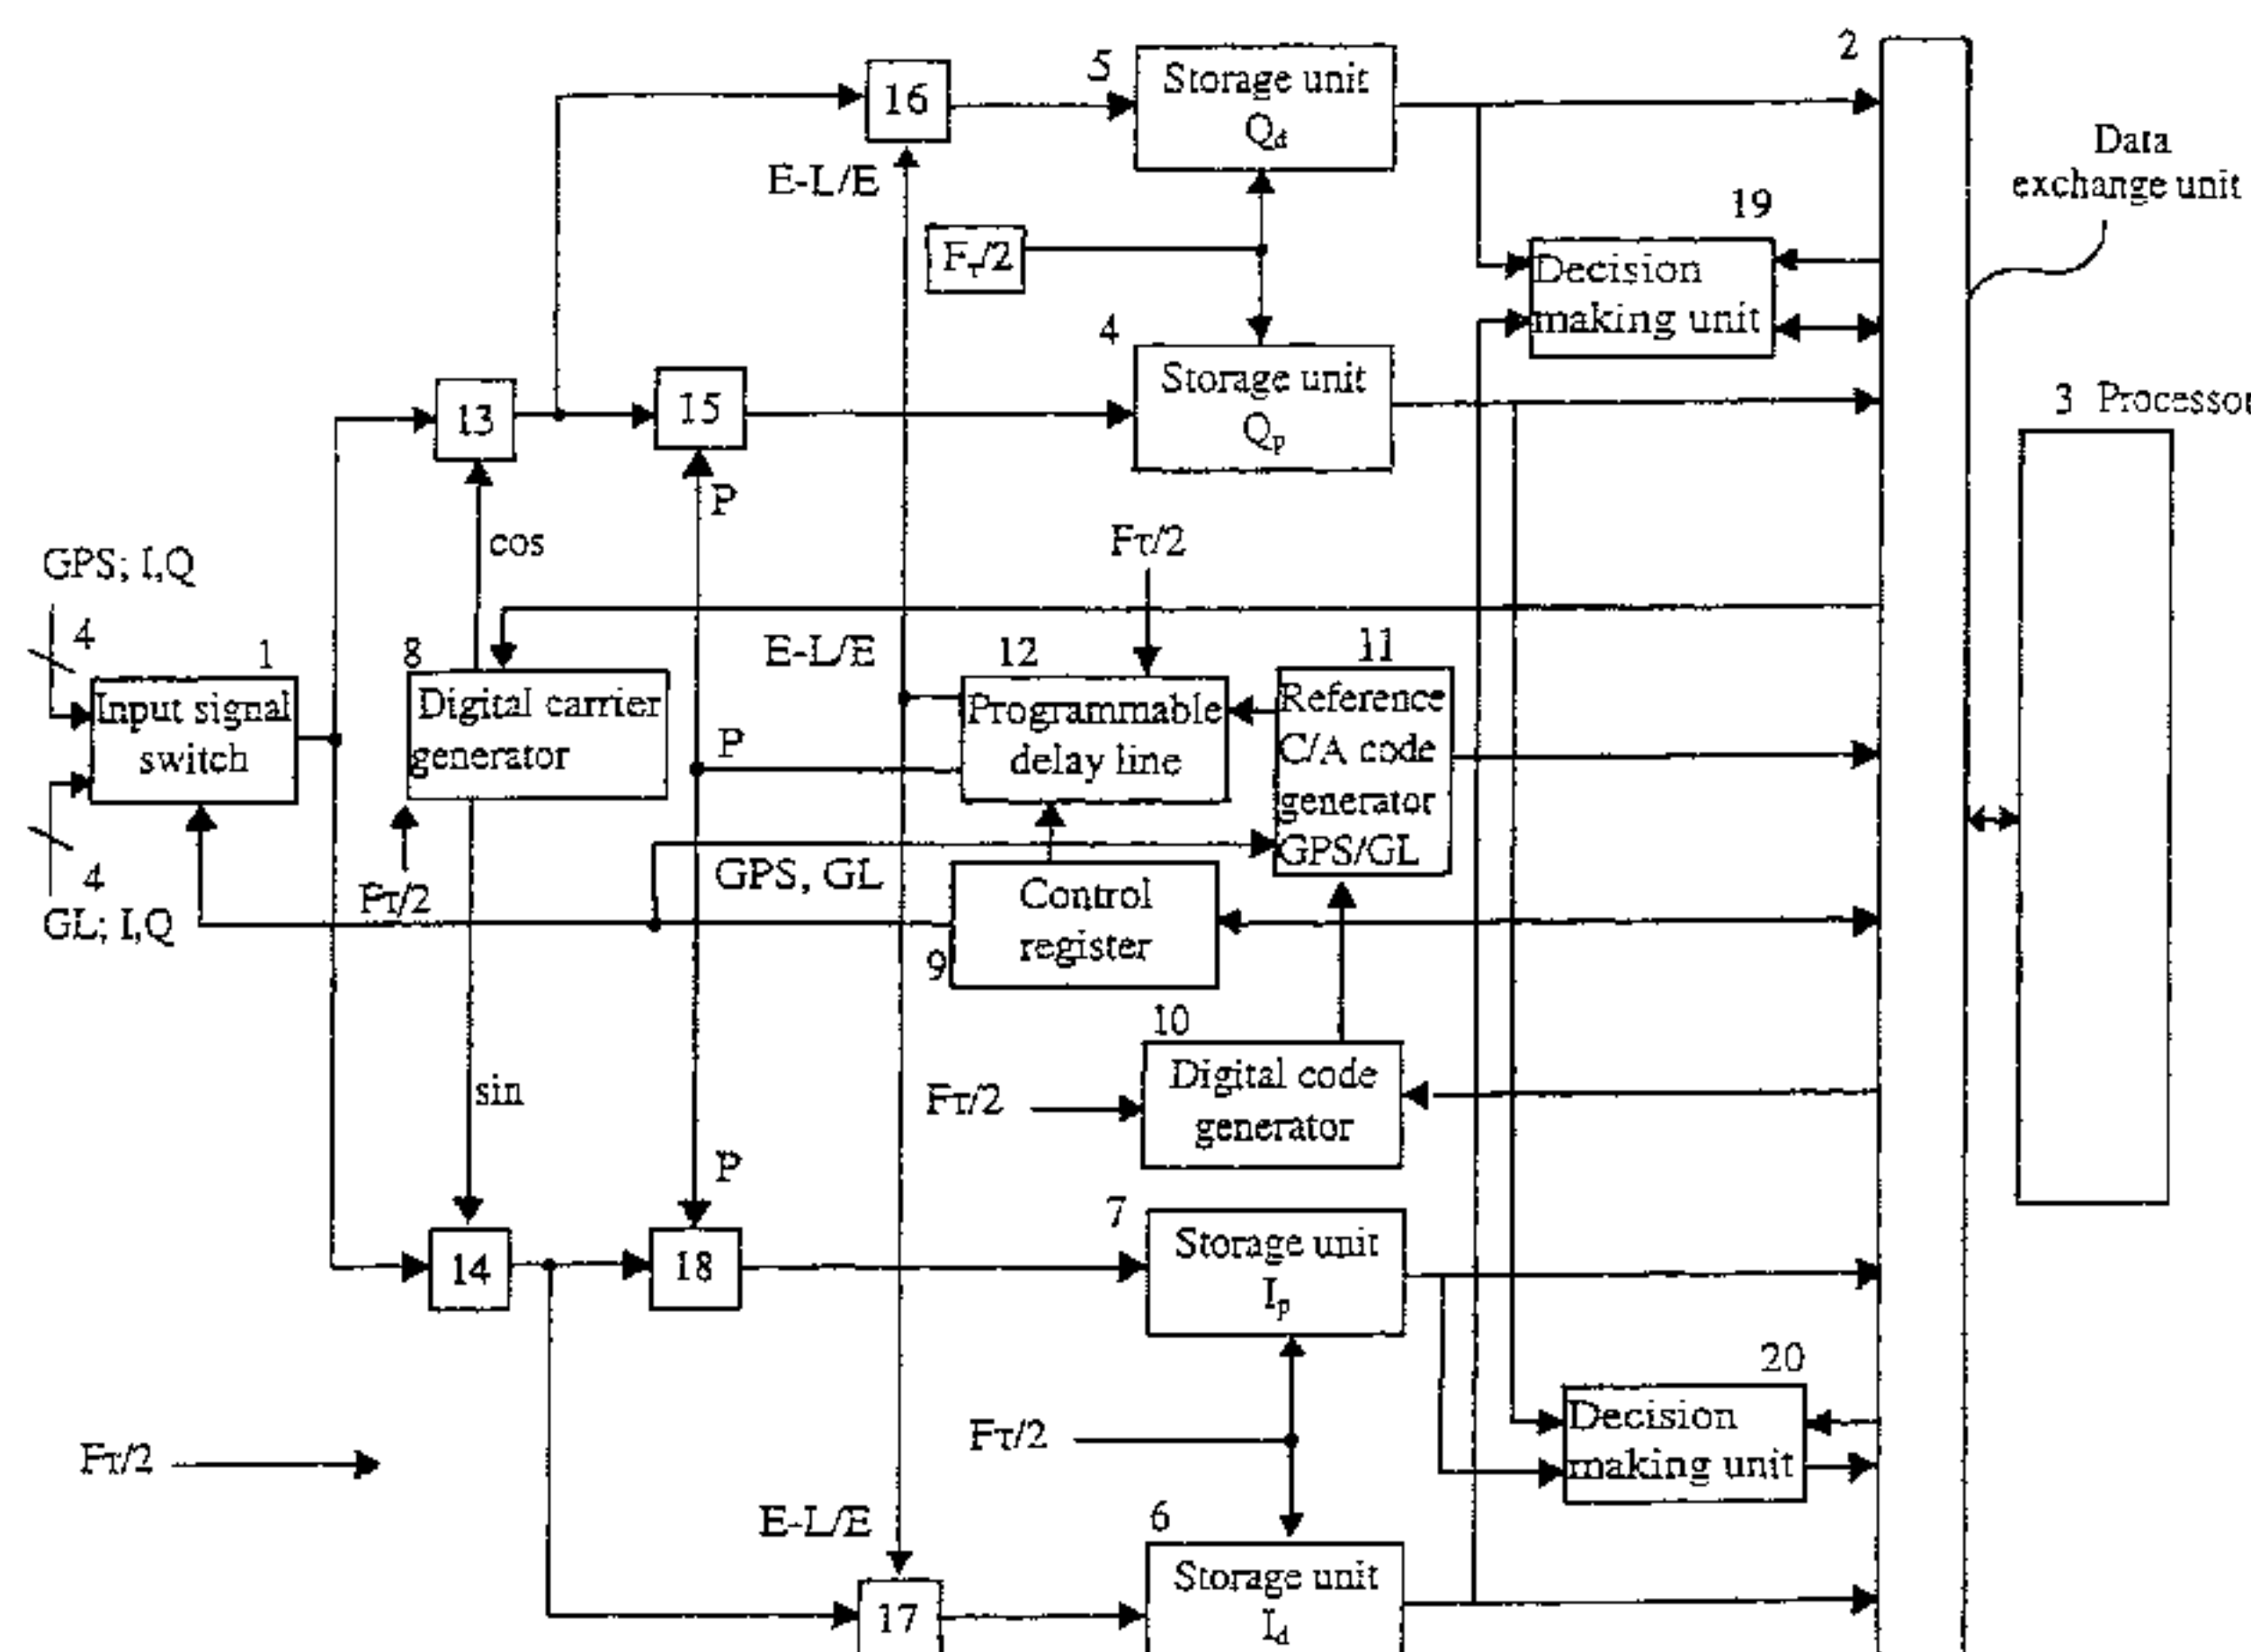 2
5
Storage unit
Qd
16
Data
exchange unit
E-L/E
19
Fτ/2
Decision
making unit
4
Storage unit
Qp
13
15
3 Processor
P
cos
Fτ/2
GPS; I,Q
4
1
8
E-L/E
12
11
Input signal
switch
Digital carrier
generator
P
Programmable
delay line
Reference
C/A code
generator
GPS/GL
4
GL; I,Q
Fτ/2
GPS, GL
Control
register
9
10
Digital code
generator
Fτ/2
sin
P
7
Storage unit
Ip
14
18
20
Decision
making unit
Fτ/2
Fτ/2
E-L/E
6
Storage unit
Id
17